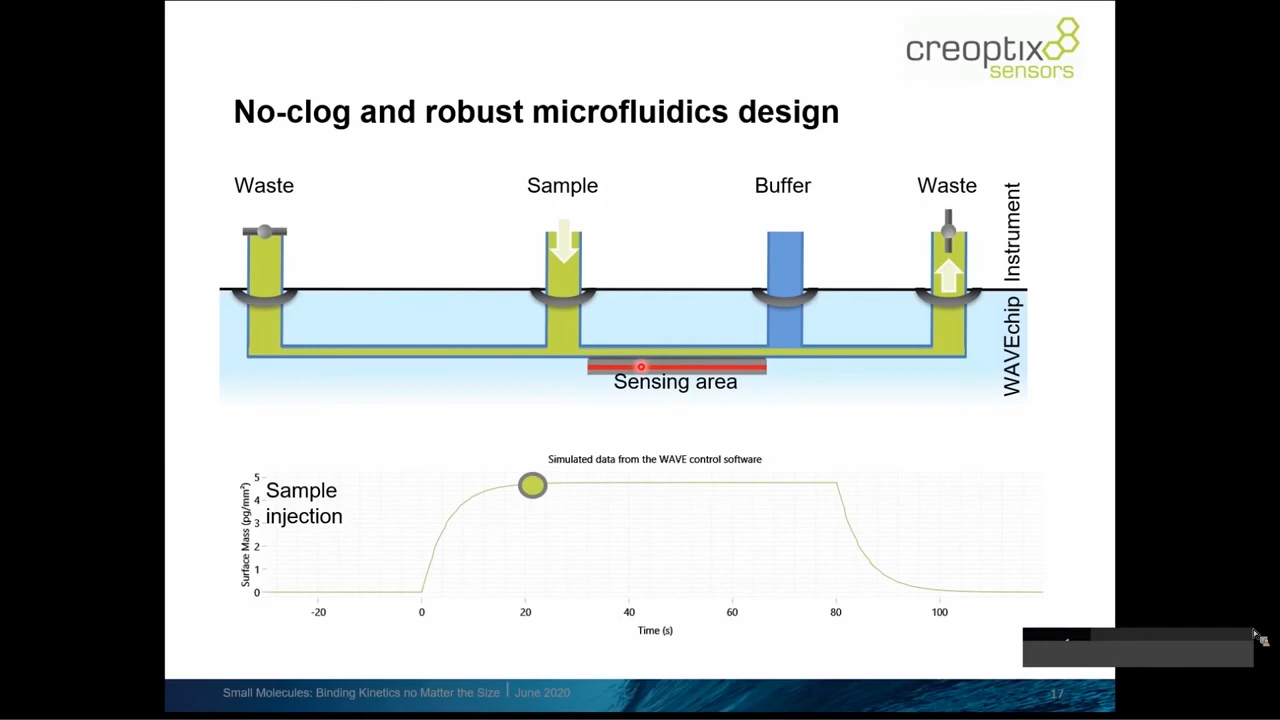 creoptix
sensors
No-clog and robust microfluidics design
Waste
Sample
Buffer
Waste
Instrument
WAVEchip
Sensing area
Simulated data from the WAVE control software
Sample
injection
Surface Mass (pg/mm²)
5
4
3
2
1
0
-20 0 20 40 60 80 100
Time (s)
Small Molecules: Binding Kinetics no Matter the Size | June 2020
17